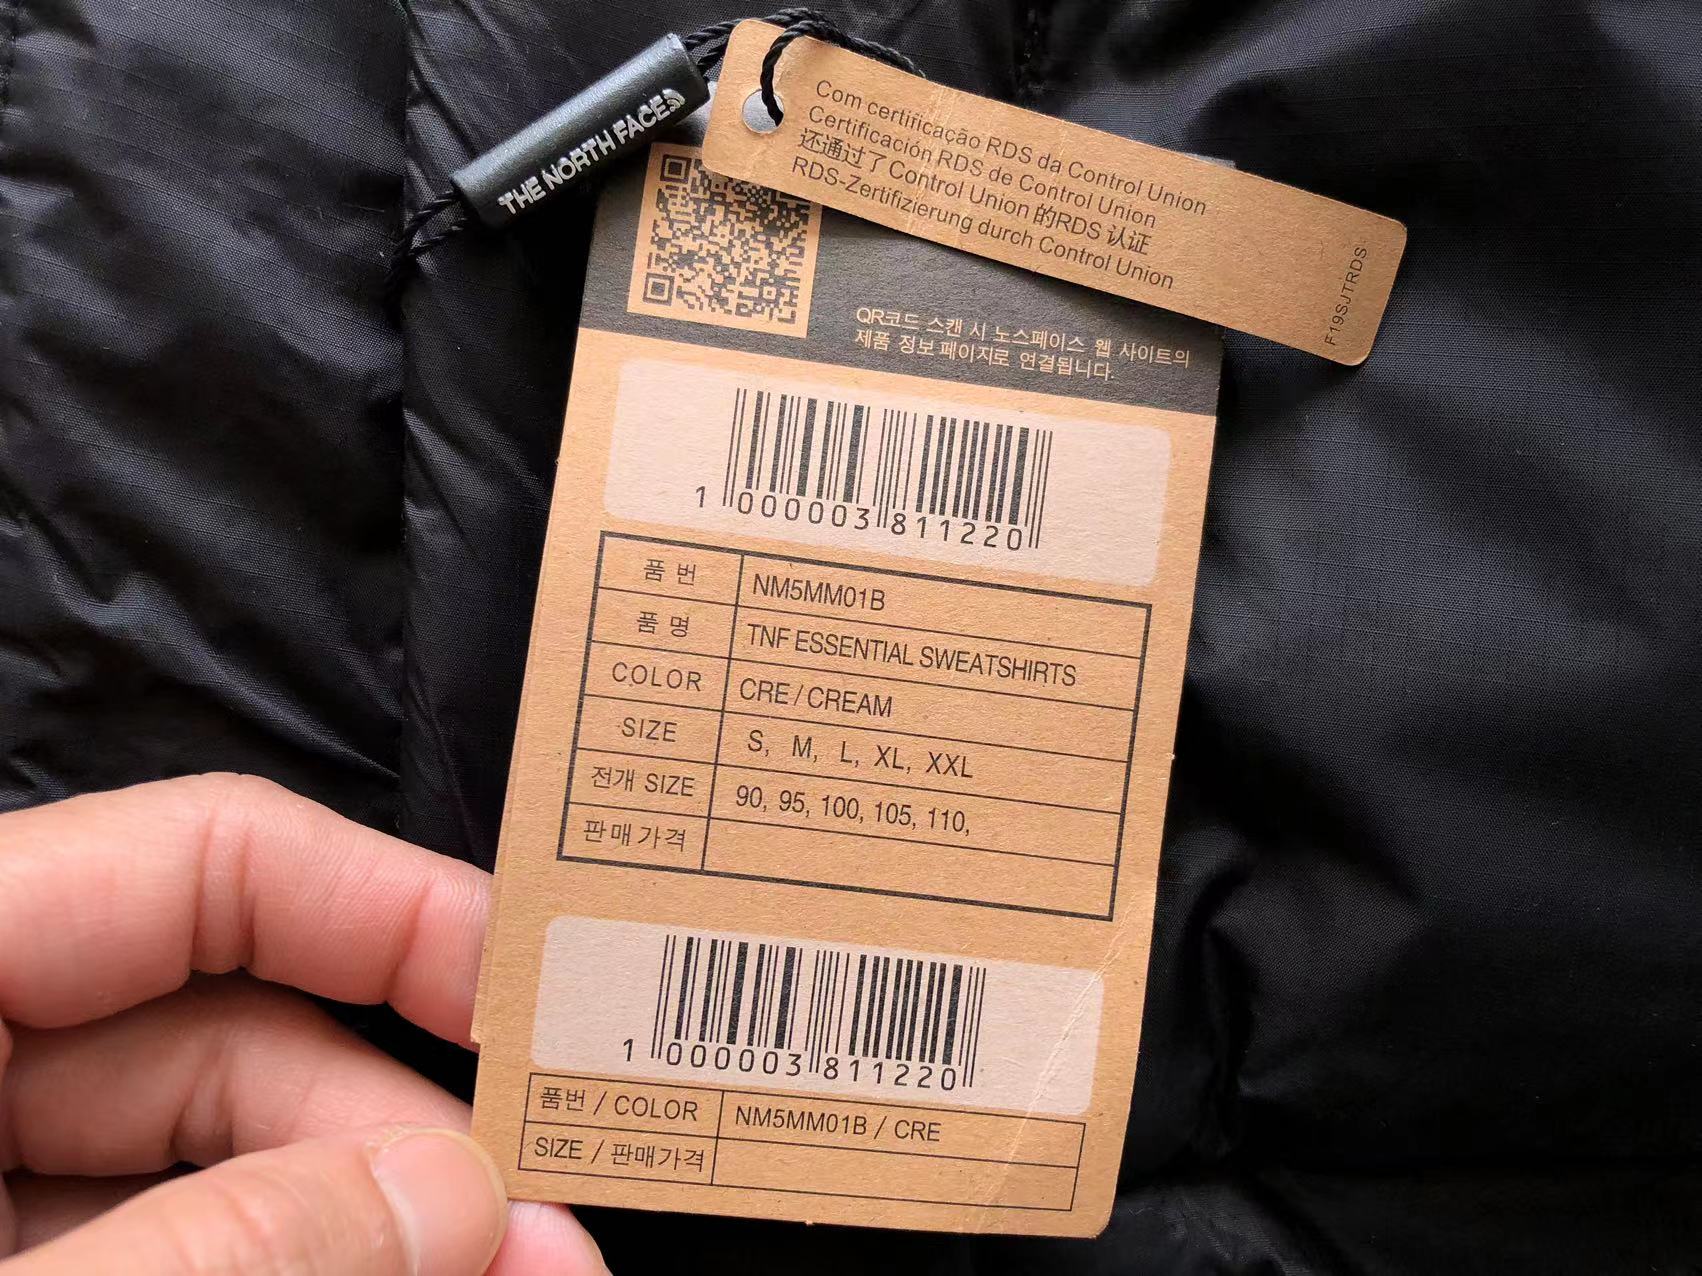 THE NORTH FACE
Com certificação RDS da Control Union
Certificación RDS de Control Union
还通过了 Control Union 的RDS 认证
RDS-Zertifizierung durch Control Union
F19SJTRDS
QR코드 스캔 시 노스페이스 웹 사이트의
제품 정보 페이지로 연결됩니다.
1 000003 811220
품 번 NM5MM01B
품 명 TNF ESSENTIAL SWEATSHIRTS
COLOR CRE / CREAM
SIZE S, M, L, XL, XXL
전개 SIZE 90, 95, 100, 105, 110,
판매가격
1 000003 811220
품번 / COLOR NM5MM01B / CRE
SIZE / 판매가격